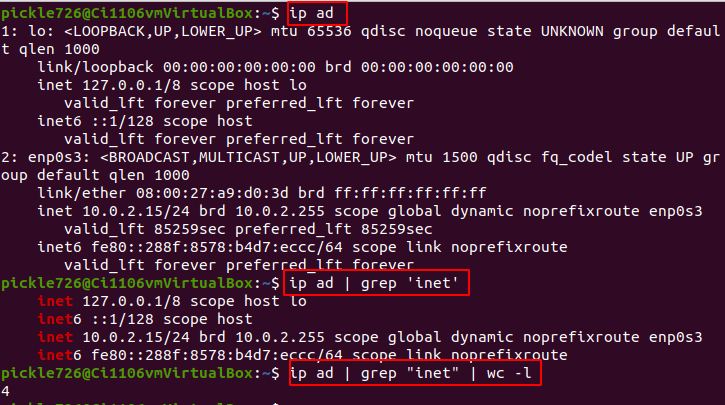 pickle726@Ci1106vmVirtualBox:~$ ip ad
1: lo: <LOOPBACK,UP,LOWER_UP> mtu 65536 qdisc noqueue state UNKNOWN group defaul
t qlen 1000
    link/loopback 00:00:00:00:00:00 brd 00:00:00:00:00:00
    inet 127.0.0.1/8 scope host lo
       valid_lft forever preferred_lft forever
    inet6 ::1/128 scope host
       valid_lft forever preferred_lft forever
2: enp0s3: <BROADCAST,MULTICAST,UP,LOWER_UP> mtu 1500 qdisc fq_codel state UP gr
oup default qlen 1000
    link/ether 08:00:27:a9:d0:3d brd ff:ff:ff:ff:ff:ff
    inet 10.0.2.15/24 brd 10.0.2.255 scope global dynamic noprefixroute enp0s3
       valid_lft 85259sec preferred_lft 85259sec
    inet6 fe80::288f:8578:b4d7:eccc/64 scope link noprefixroute
       valid_lft forever preferred_lft forever
pickle726@Ci1106vmVirtualBox:~$ ip ad | grep 'inet'
    inet 127.0.0.1/8 scope host lo
    inet6 ::1/128 scope host
    inet 10.0.2.15/24 brd 10.0.2.255 scope global dynamic noprefixroute enp0s3
    inet6 fe80::288f:8578:b4d7:eccc/64 scope link noprefixroute
pickle726@Ci1106vmVirtualBox:~$ ip ad | grep "inet" | wc -l
4